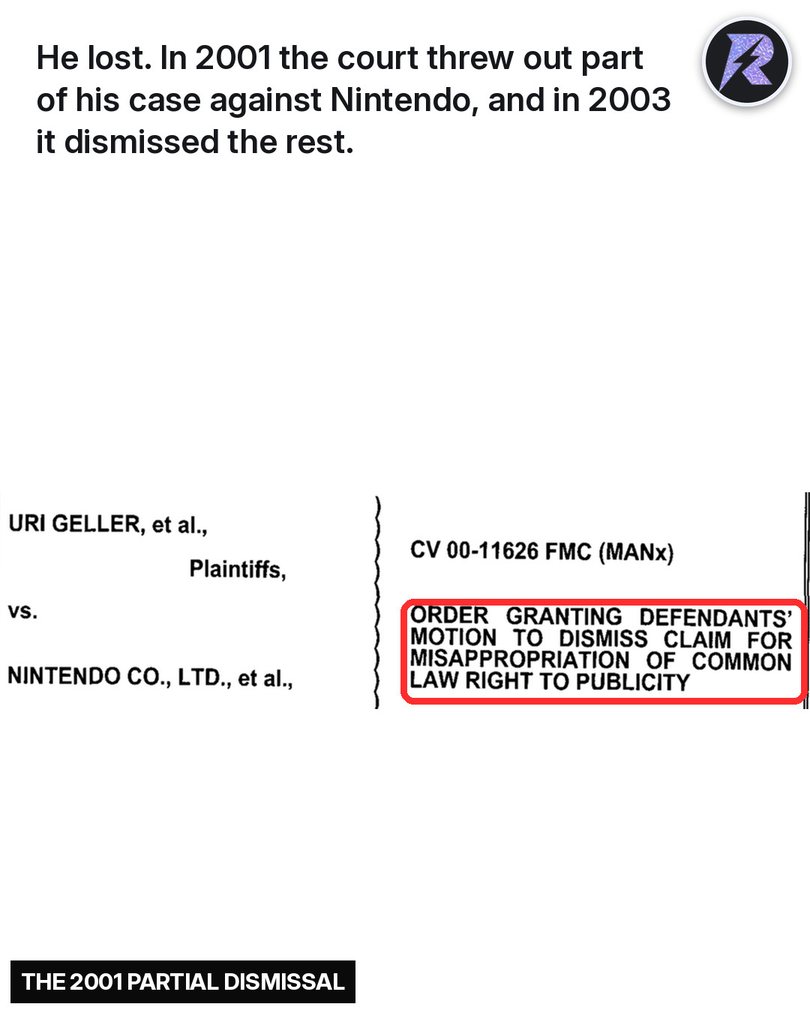 He lost. In 2001 the court threw out part
of his case against Nintendo, and in 2003
it dismissed the rest.
URI GELLER, et al.,
Plaintiffs,
vs.
NINTENDO CO., LTD., et al.,
CV 00-11626 FMC (MANx)
ORDER GRANTING DEFENDANTS'
MOTION TO DISMISS CLAIM FOR
MISAPPROPRIATION OF COMMON
LAW RIGHT TO PUBLICITY
THE 2001 PARTIAL DISMISSAL